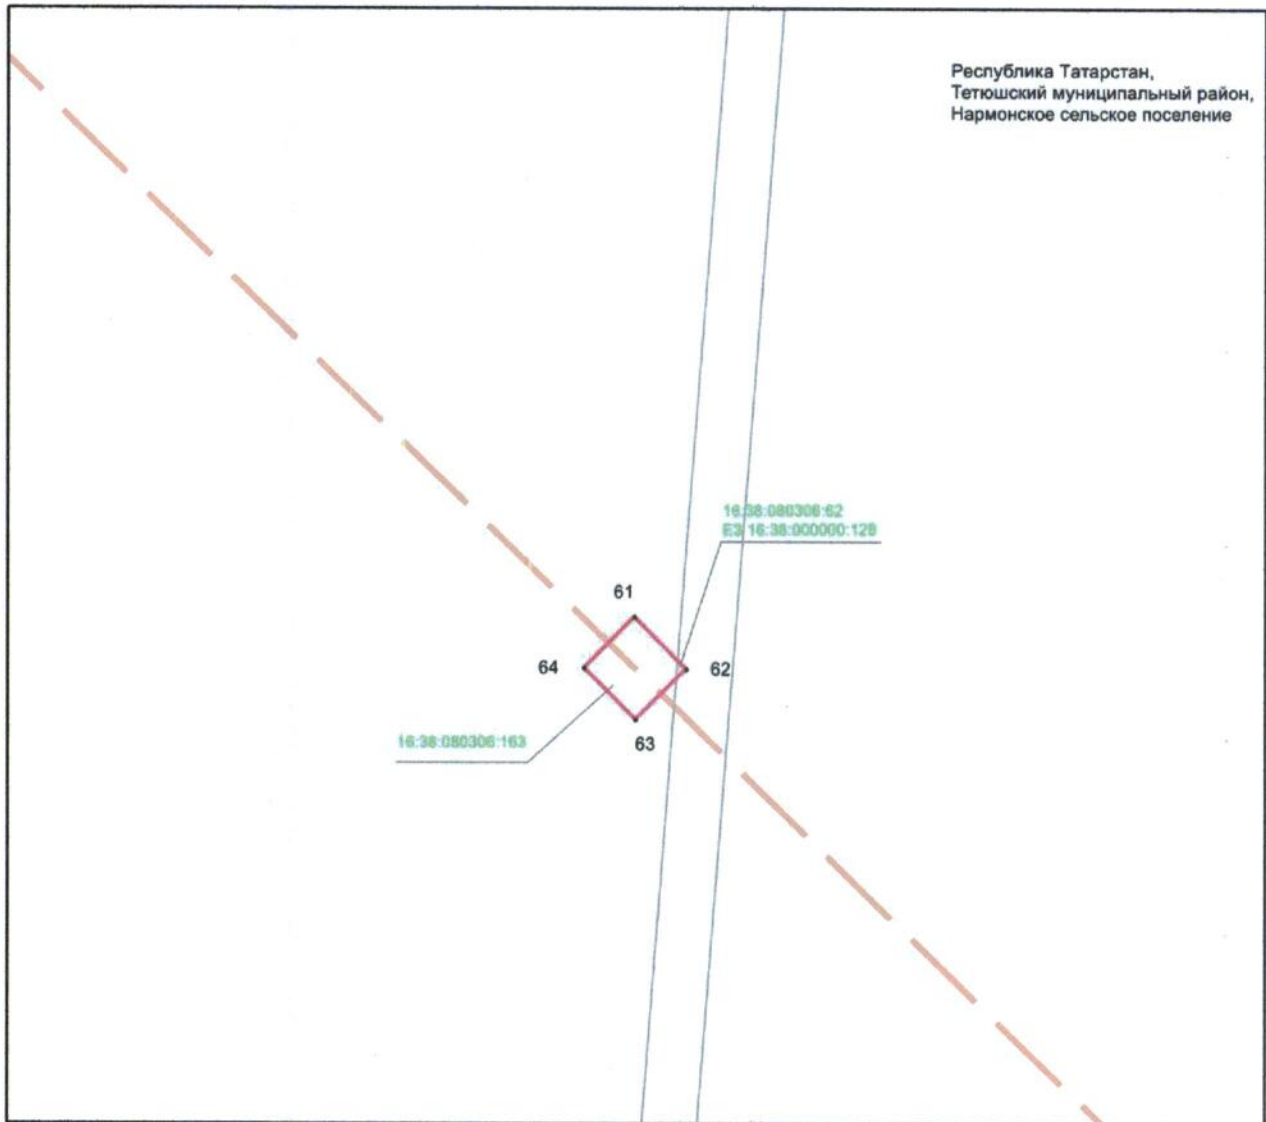 Республика Татарстан,
Тетюшский муниципальный район,
Нармонское сельское поселение
16:38:080306:62
ЕЗ 16:38:000000:128
61
64
62
63
16:38:080306:163